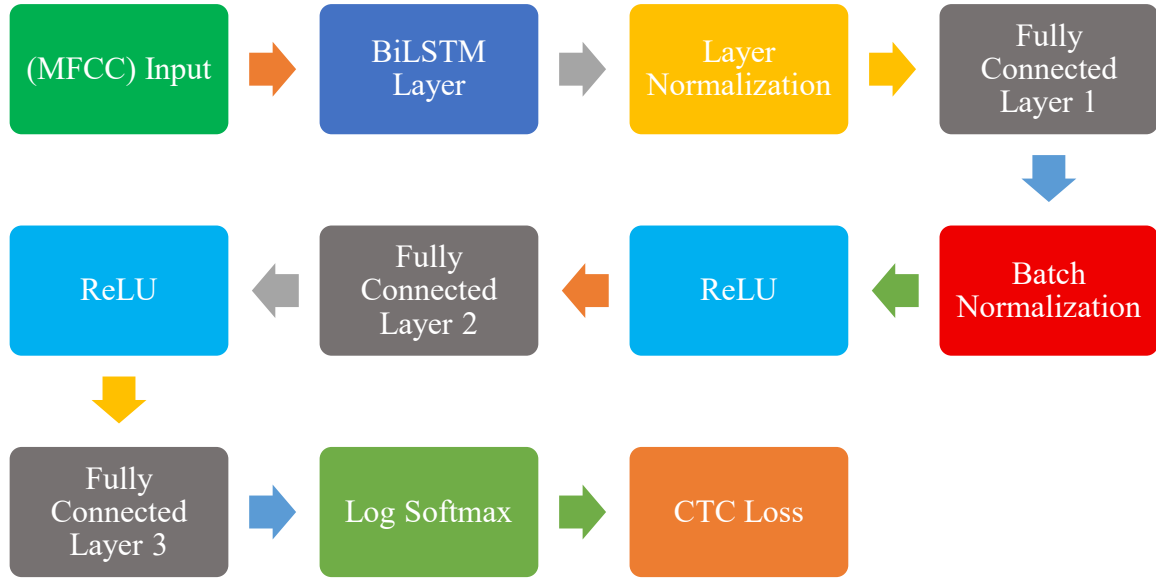 (MFCC) Input
BiLSTM
Layer
Layer
Normalization
Fully
Connected
Layer 1
Batch
Normalization
ReLU
Fully
Connected
Layer 2
ReLU
Fully
Connected
Layer 3
Log Softmax
CTC Loss